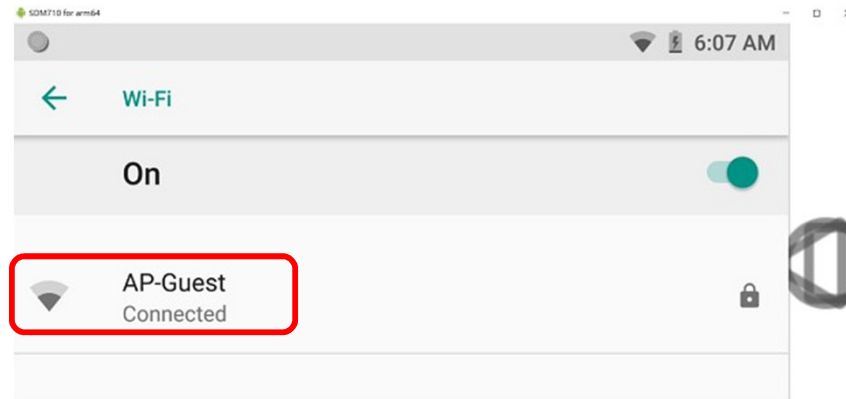 SDM710 for arm64
6:07 AM
Wi-Fi
On
AP-Guest
Connected